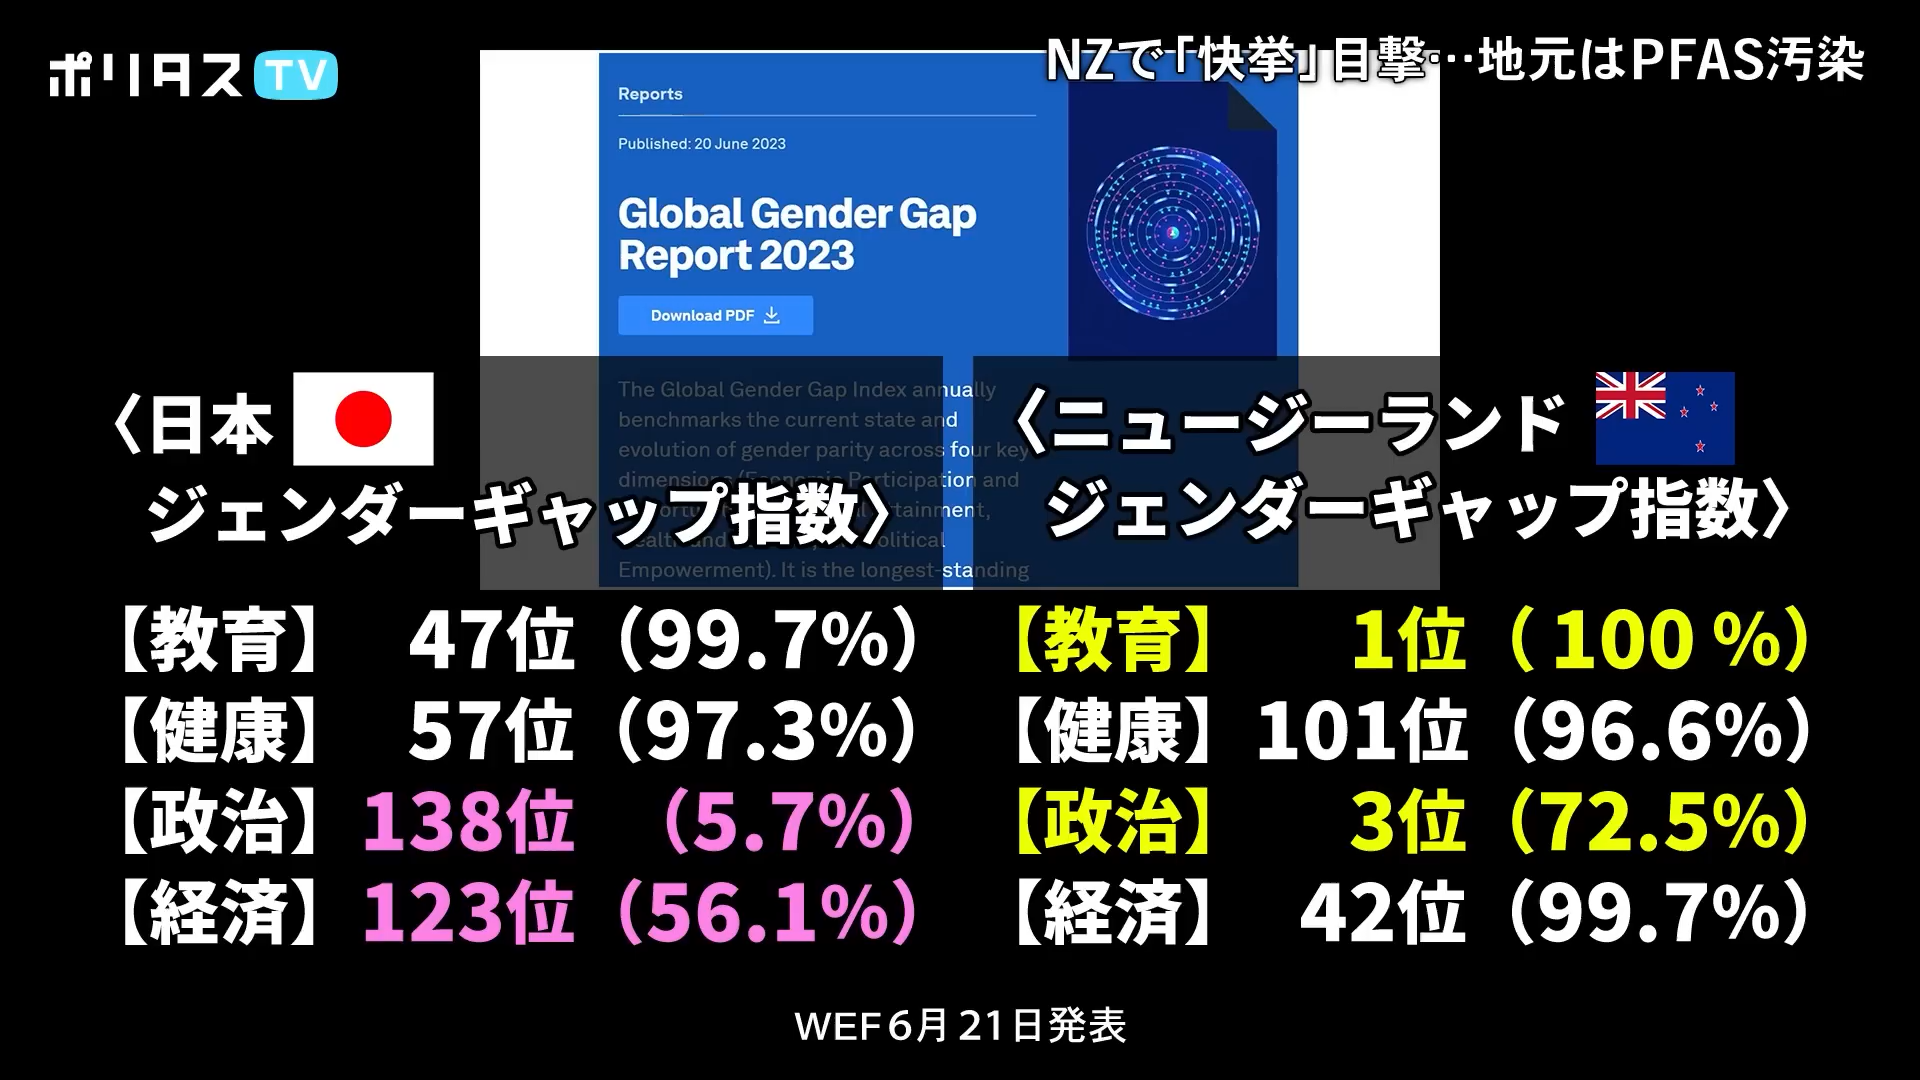 ポリタスTV
NZで「快挙」目撃…地元はPFAS汚染
Reports
Published: 20 June 2023
Global Gender Gap
Report 2023
Download PDF
The Global Gender Gap Index annually
benchmarks the current state and
evolution of gender parity across four key
dimensions (Economic Participation and
Empowerment). It is the longest-standing
〈日本
ジェンダーギャップ指数〉
【教育】 47位（99.7%）
【健康】 57位（97.3%）
【政治】138位（5.7%）
【経済】123位（56.1%）
〈ニュージーランド
ジェンダーギャップ指数〉
【教育】 1位（100%）
【健康】101位（96.6%）
【政治】 3位（72.5%）
【経済】 42位（99.7%）
WEF6月21日発表